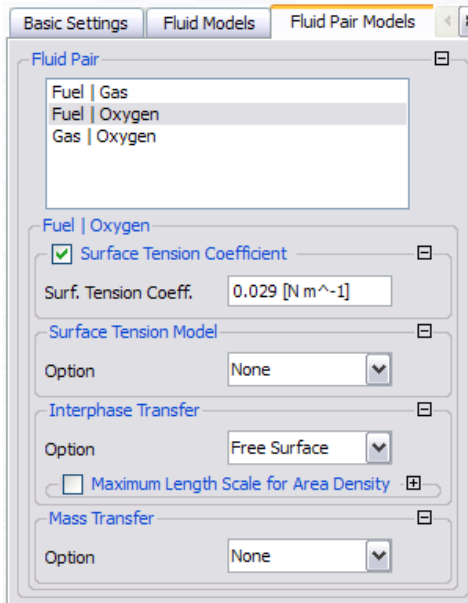 Basic Settings Fluid Models Fluid Pair Models
Fluid Pair
Fuel | Gas
Fuel | Oxygen
Gas | Oxygen
Fuel | Oxygen
Surface Tension Coefficient
Surf. Tension Coeff. 0.029 [N m^-1]
Surface Tension Model
Option None
Interphase Transfer
Option Free Surface
Maximum Length Scale for Area Density
Mass Transfer
Option None